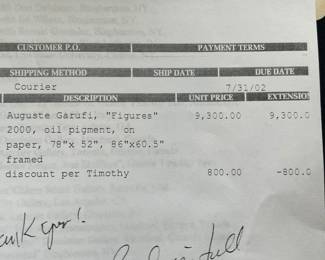 CUSTOMER P.O. PAYMENT TERMS
SHIPPING METHOD SHIP DATE DUE DATE
Courier 7/31/02
DESCRIPTION UNIT PRICE EXTENSIO
Auguste Garufi, "Figures" 9,300.00 9,300.0
2000, oil pigment, on
paper, 78"x 52", 86"x60.5"
framed
discount per Timothy 800.00 -800.0